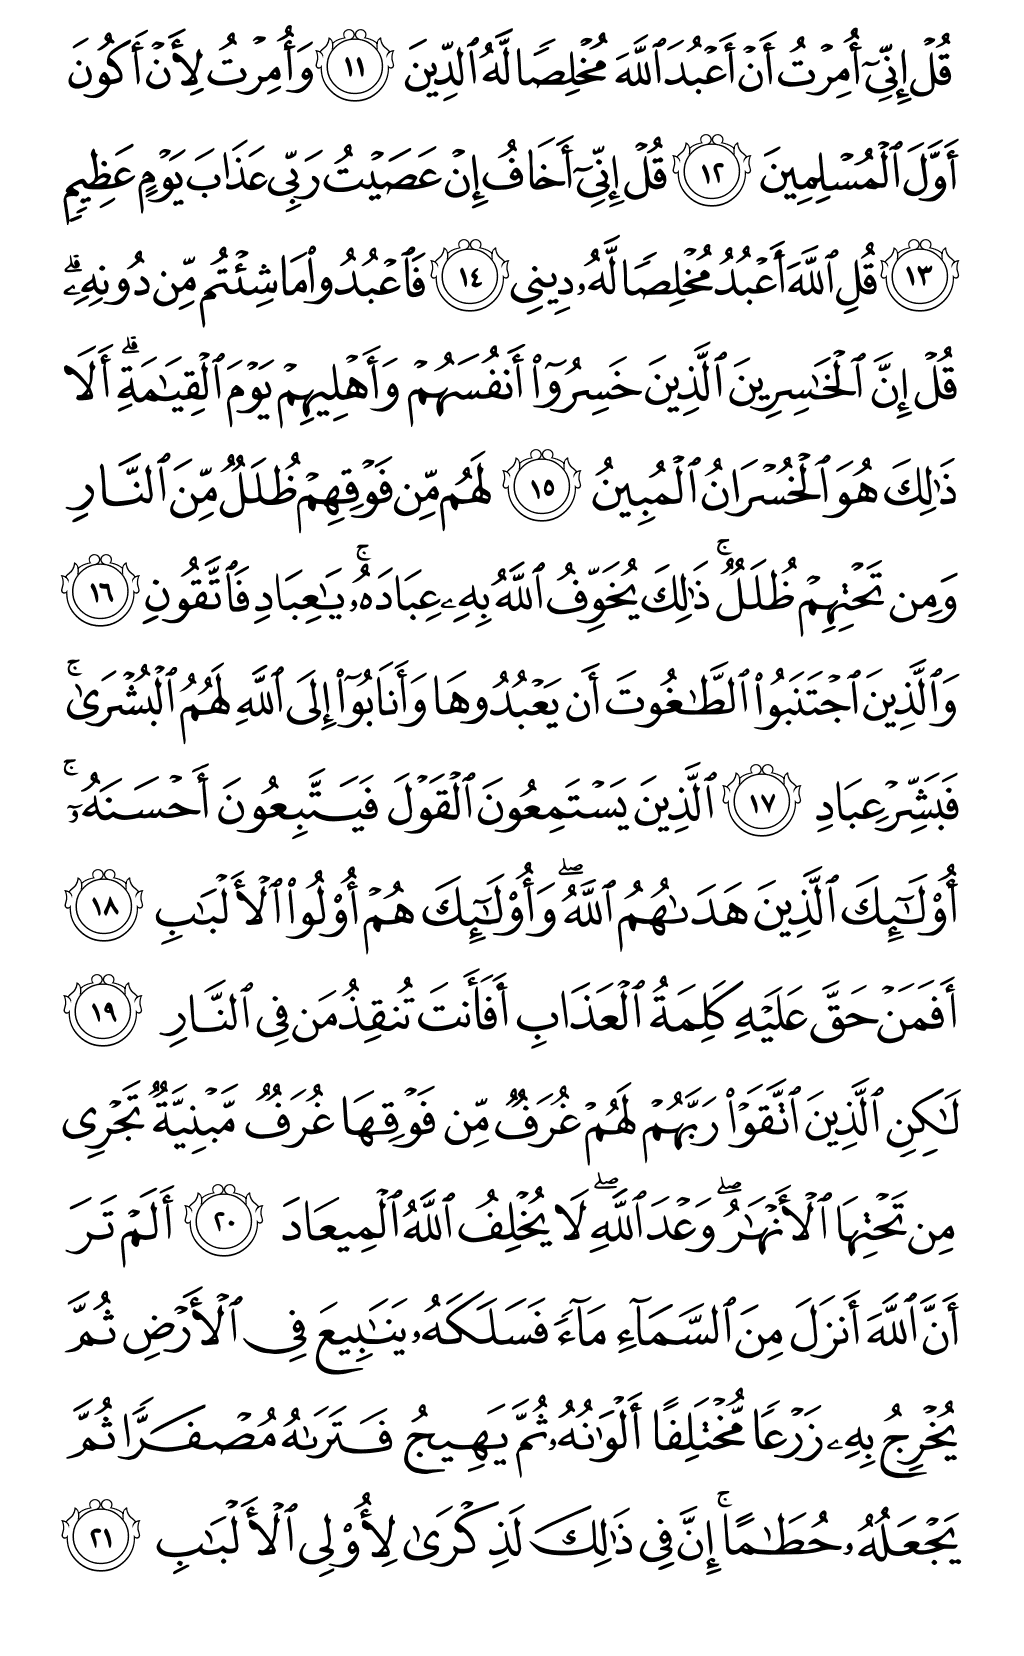 قُلْ إِنِّىٓ أُمِرْتُ أَنْ أَعْبُدَ ٱللَّهَ مُخْلِصًا لَّهُ ٱلدِّينَ ١١ وَأُمِرْتُ لِأَنْ أَكُونَ
أَوَّلَ ٱلْمُسْلِمِينَ ١٢ قُلْ إِنِّىٓ أَخَافُ إِنْ عَصَيْتُ رَبِّى عَذَابَ يَوْمٍ عَظِيمٍ
١٣ قُلِ ٱللَّهَ أَعْبُدُ مُخْلِصًا لَّهُۥ دِينِى ١٤ فَٱعْبُدُوا۟ مَا شِئْتُم مِّن دُونِهِۦ ۗ
قُلْ إِنَّ ٱلْخَـٰسِرِينَ ٱلَّذِينَ خَسِرُوٓا۟ أَنفُسَهُمْ وَأَهْلِيهِمْ يَوْمَ ٱلْقِيَـٰمَةِ ۗ أَلَا
ذَٰلِكَ هُوَ ٱلْخُسْرَانُ ٱلْمُبِينُ ١٥ لَهُم مِّن فَوْقِهِمْ ظُلَلٌ مِّنَ ٱلنَّارِ
وَمِن تَحْتِهِمْ ظُلَلٌ ۚ ذَٰلِكَ يُخَوِّفُ ٱللَّهُ بِهِۦ عِبَادَهُۥ ۚ يَـٰعِبَادِ فَٱتَّقُونِ ١٦
وَٱلَّذِينَ ٱجْتَنَبُوا۟ ٱلطَّـٰغُوتَ أَن يَعْبُدُوهَا وَأَنَابُوٓا۟ إِلَى ٱللَّهِ لَهُمُ ٱلْبُشْرَىٰ ۚ
فَبَشِّرْ عِبَادِ ١٧ ٱلَّذِينَ يَسْتَمِعُونَ ٱلْقَوْلَ فَيَتَّبِعُونَ أَحْسَنَهُۥٓ ۚ
أُو۟لَـٰٓئِكَ ٱلَّذِينَ هَدَىٰهُمُ ٱللَّهُ ۖ وَأُو۟لَـٰٓئِكَ هُمْ أُو۟لُوا۟ ٱلْأَلْبَـٰبِ ١٨
أَفَمَنْ حَقَّ عَلَيْهِ كَلِمَةُ ٱلْعَذَابِ أَفَأَنتَ تُنقِذُ مَن فِى ٱلنَّارِ ١٩
لَـٰكِنِ ٱلَّذِينَ ٱتَّقَوْا۟ رَبَّهُمْ لَهُمْ غُرَفٌ مِّن فَوْقِهَا غُرَفٌ مَّبْنِيَّةٌ تَجْرِى
مِن تَحْتِهَا ٱلْأَنْهَـٰرُ ۖ وَعْدَ ٱللَّهِ ۖ لَا يُخْلِفُ ٱللَّهُ ٱلْمِيعَادَ ٢٠ أَلَمْ تَرَ
أَنَّ ٱللَّهَ أَنزَلَ مِنَ ٱلسَّمَآءِ مَآءً فَسَلَكَهُۥ يَنَـٰبِيعَ فِى ٱلْأَرْضِ ثُمَّ
يُخْرِجُ بِهِۦ زَرْعًا مُّخْتَلِفًا أَلْوَٰنُهُۥ ثُمَّ يَهِيجُ فَتَرَىٰهُ مُصْفَرًّا ثُمَّ
يَجْعَلُهُۥ حُطَـٰمًا ۚ إِنَّ فِى ذَٰلِكَ لَذِكْرَىٰ لِأُو۟لِى ٱلْأَلْبَـٰبِ ٢١